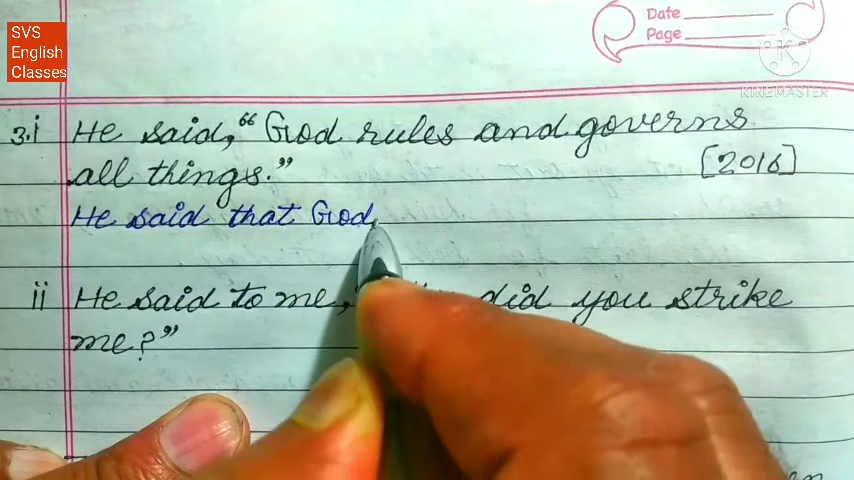 SVS
English
Classes
Date
Page
KINEMASTER
3.i He said, “God rules and governs
all things.” [2016]
He said that God
ii He said to me, did you strike
me?”